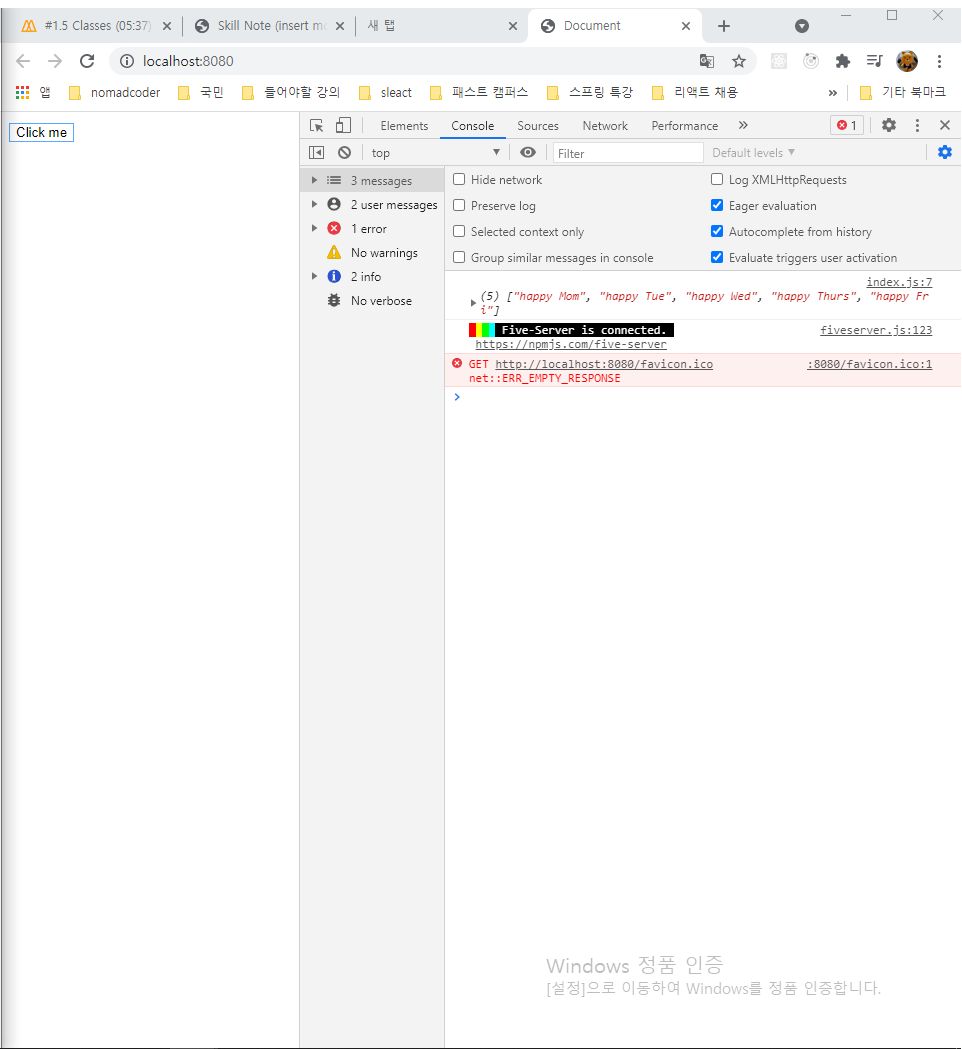 #1.5 Classes (05:37)
Skill Note (insert mo
새 탭
Document
localhost:8080
앱 nomadcoder 국민 들어야할 강의 sleact 패스트 캠퍼스 스프링 특강 리액트 채용 » 기타 북마크
Click me
Elements Console Sources Network Performance » 1
top Filter Default levels
3 messages
2 user messages
1 error
No warnings
2 info
No verbose
Hide network Log XMLHttpRequests
Preserve log Eager evaluation
Selected context only Autocomplete from history
Group similar messages in console Evaluate triggers user activation
index.js:7
(5) ["happy Mom", "happy Tue", "happy Wed", "happy Thurs", "happy Fr
i"]
Five-Server is connected. fiveserver.js:123
https://npmjs.com/five-server
GET http://localhost:8080/favicon.ico :8080/favicon.ico:1
net::ERR_EMPTY_RESPONSE
Windows 정품 인증
[설정]으로 이동하여 Windows를 정품 인증합니다.